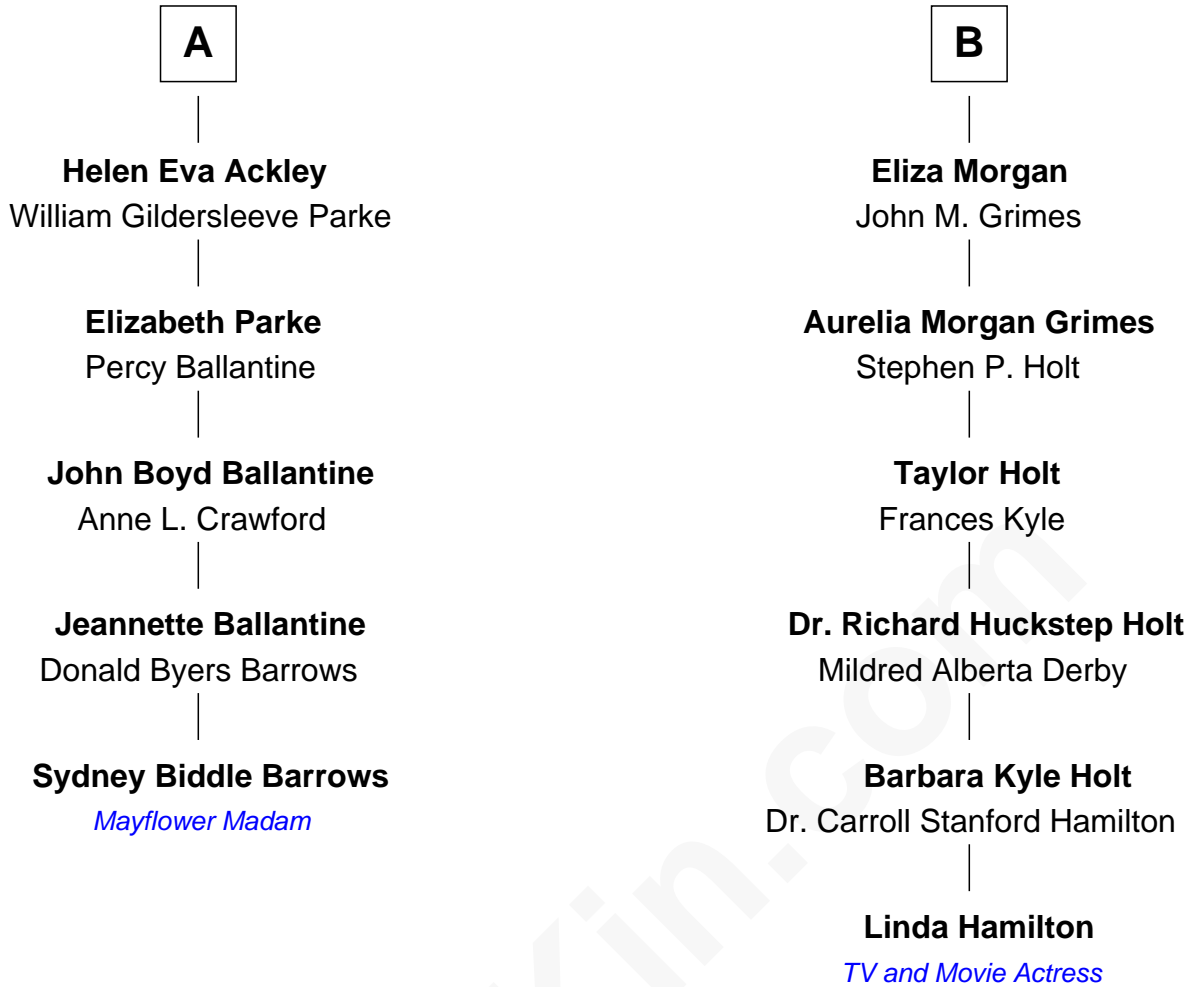 A
Helen Eva Ackley
William Gildersleeve Parke
Elizabeth Parke
Percy Ballantine
John Boyd Ballantine
Anne L. Crawford
Jeannette Ballantine
Donald Byers Barrows
Sydney Biddle Barrows
Mayflower Madam
B
Eliza Morgan
John M. Grimes
Aurelia Morgan Grimes
Stephen P. Holt
Taylor Holt
Frances Kyle
Dr. Richard Huckstep Holt
Mildred Alberta Derby
Barbara Kyle Holt
Dr. Carroll Stanford Hamilton
Linda Hamilton
TV and Movie Actress
Kin.com